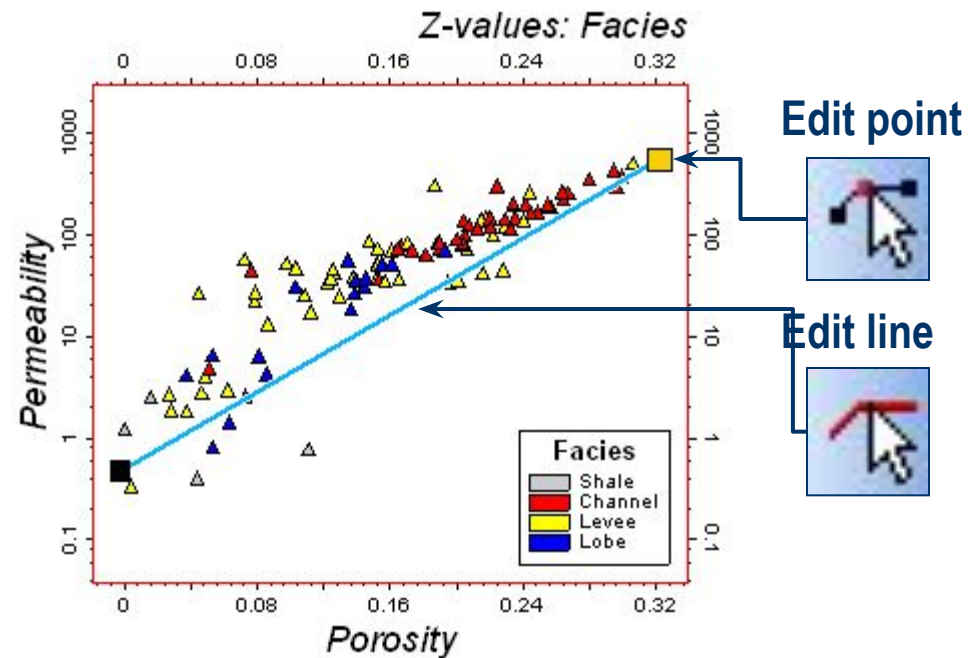 Z-values: Facies
0 0.08 0.16 0.24 0.32
Edit point
1000 1000
100 100
10 10
1 1
0.1 0.1
Permeability
Edit line
Facies
Shale
Channel
Levee
Lobe
0 0.08 0.16 0.24 0.32
Porosity